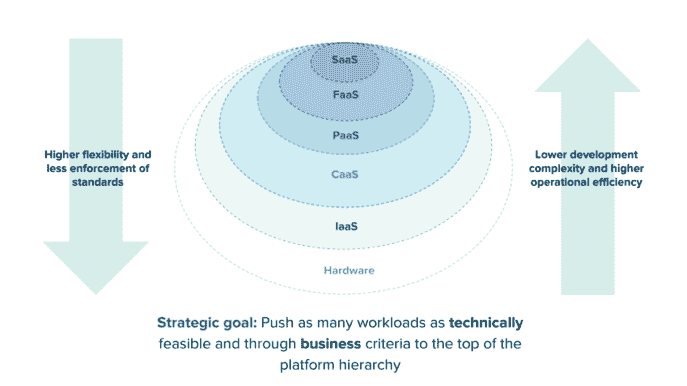 SaaS
FaaS
PaaS
CaaS
IaaS
Hardware
Higher flexibility and
less enforcement of
standards
Lower development
complexity and higher
operational efficiency
Strategic goal: Push as many workloads as technically
feasible and through business criteria to the top of the
platform hierarchy